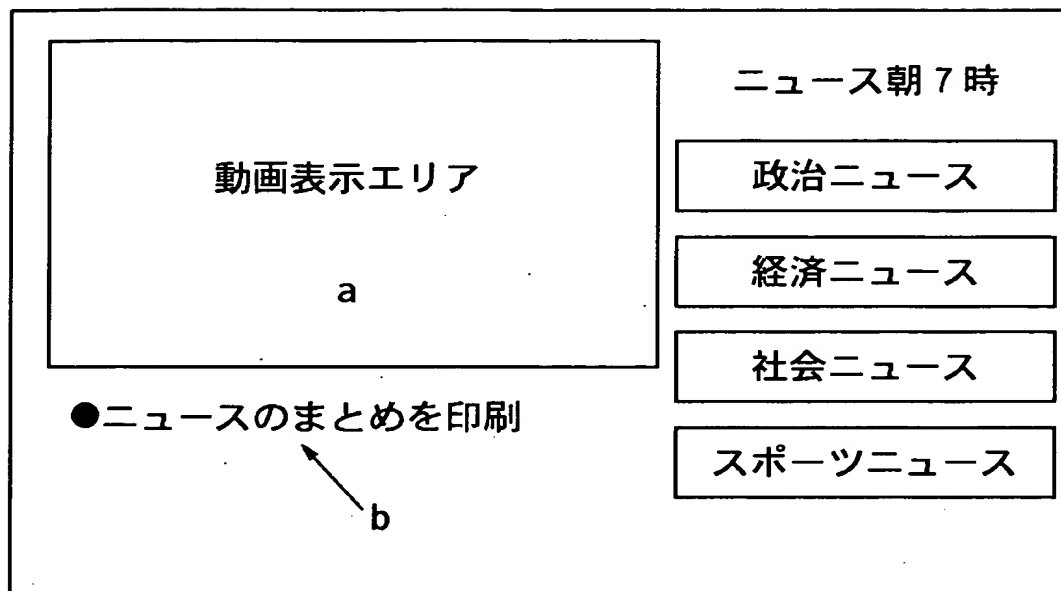 動画表示エリア
a
●ニュースのまとめを印刷
b
ニュース朝7時
政治ニュース
経済ニュース
社会ニュース
スポーツニュース